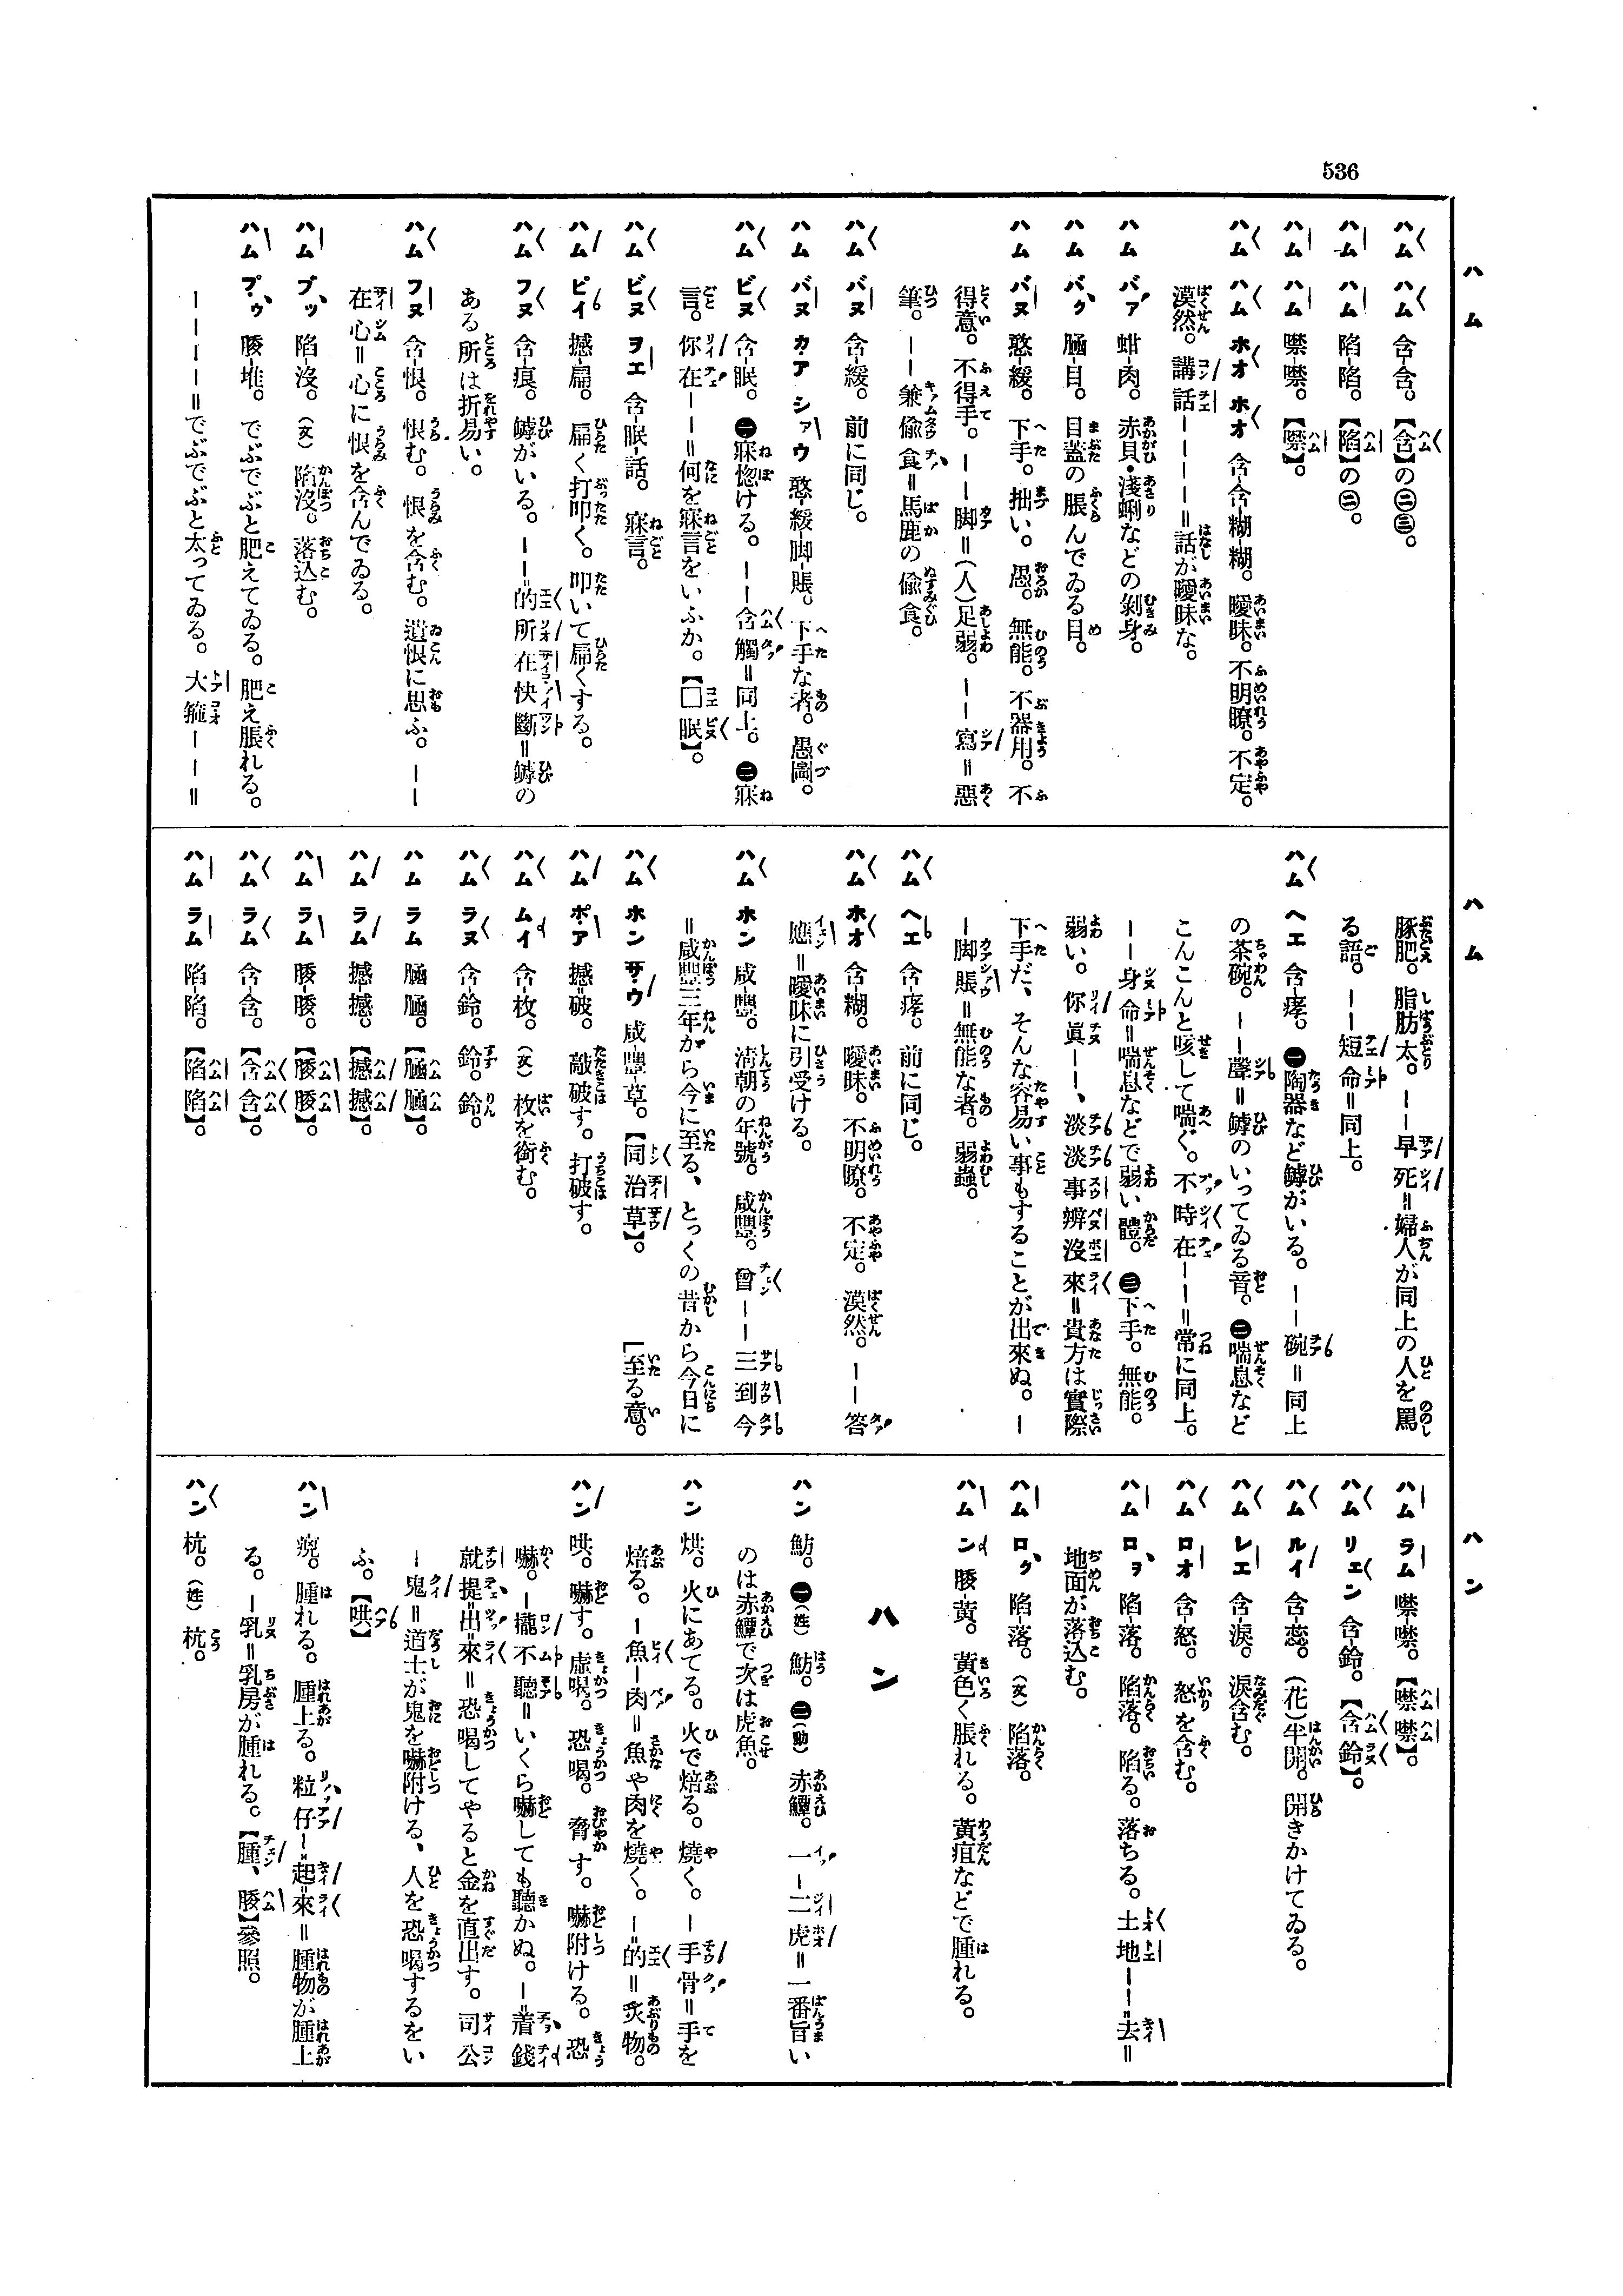 536
ハム
ハム ハム 含-含。【含】の㊁㊂。
ハム ハム 陷-陷。【陷】の㊁。
ハム ハム 噤-噤。【噤】。
ハム ハム ホオ ホオ 含-含-糊-糊。曖昧。不明瞭。不定。
漠然。講話－－－－＝話が曖昧な。
ハム バァ 蚶-肉。赤貝・淺蜊などの剝身。
ハム バク 目。目蓋の脹んでゐる目。
ハム バヌ 憨-緩。下手。拙い。愚。無能。不器用。不
得意。不得手。－－脚＝(人)足弱。－－寫＝惡
筆。－－兼偸食＝馬鹿の偸食。
ハム バヌ 含-緩。前に同じ。
ハム バヌ カア シァウ 憨-緩-脚-賬。下手な者。愚圖。
ハム ビヌ 含-眠。㊀寐惚ける。－－含觸＝同上。㊁寐
言。你在－－＝何を寐言をいふか。【□眠】。
ハム ビヌ ヲエ 含-眠-話。寐言。
ハム ピイ 撼-扁。扁く打叩く。叩いて扁くする。
ハム フヌ 含-痕。罅がいる。－－的所在快斷＝罅の
ある所は折易い。
ハム フヌ 含-恨。恨む。恨を含む。遺恨に思ふ。－－
在心＝心に恨を含んでゐる。
ハム ブッ 陷-沒。(文)陷沒。落込む。
ハム プゥ 堆。でぶでぶと肥えてゐる。肥え脹れる。
－－－－＝でぶでぶと太ってゐる。大箍－－＝
ハム
豚肥。脂肪太。－－早死＝婦人が同上の人を罵
る語。－－短命＝同上。
ハム ヘエ 含-痚。㊀陶器など罅がいる。－－碗＝同上
の茶碗。－－聲＝罅のいってゐる音。㊁喘息など
こんこんと咳して喘ぐ。不時在－－＝常に同上。
－－身命＝喘息などで弱い體。㊂下手。無能。
弱い。你眞－－、淡淡事辨沒來＝貴方は實際
下手だ、そんな容易い事もすることが出來ぬ。－
－脚賬＝無能な者。弱蟲。
ハム ヘエ 含-痚。前に同じ。
ハム ホオ 含-糊。曖昧。不明瞭。不定。漠然。－－答
應＝曖昧に引受ける。
ハム ホン 咸-豐。淸朝の年號。咸豐。曾－－三到今
＝咸豐三年から今に至る、とっくの昔から今日に
[至る意。
ハム ホン ザウ 咸-豐-草。【同治草】。
ハム ポア 撼-破。敲破す。打破す。
ハム ムイ 含-枚。(文)枚を銜む。
ハム ラヌ 含-鈴。鈴。鈴。
ハム ラム
ハム ラム 撼-撼。【撼撼】。
ハム ラム
ハム ラム 含-含。【含含】。
ハム ラム 陷-陷。【陷陷】。
ハン
ハム ラム 噤-噤。【噤噤】。
ハム リェン 含-鈴。【含鈴】。
ハム ルイ 含-蕊。(花)半開。開きかけてゐる。
ハム レエ 含-淚。淚含む。
ハム ロオ 含-怒。怒を含む。
ハム ロヲ 陷-落。陷落。陷る。落ちる。土地－－去＝
地面が落込む。
ハム ロク 陷-落。(文)陷落。
ハム ン 黃。黃色く脹れる。黃疸などで腫れる。
ハン
ハン 魴。㊀(姓)魴。㊁(動)赤鱏。一－二虎＝一番旨い
のは赤鱏で次は虎魚。
ハン 烘。火にあてる。火で焙る。燒く。－手骨＝手を
焙る。－魚－肉＝魚や肉を燒く。－的＝炙物。
ハン 哄。嚇す。虛喝。恐喝。脅す。嚇附ける。恐
嚇。－攏不聽＝いくら嚇しても聽かぬ。－着錢
就提出來＝恐喝してやると金を直出す。司公
－鬼＝道士が鬼を嚇附ける、人を恐喝するをい
ふ。【哄】
ハン 腫れる。腫上る。粒仔－起來＝腫物が腫上
る。－乳＝乳房が腫れる。【腫、】參照。
ハン 杭。(姓)杭。